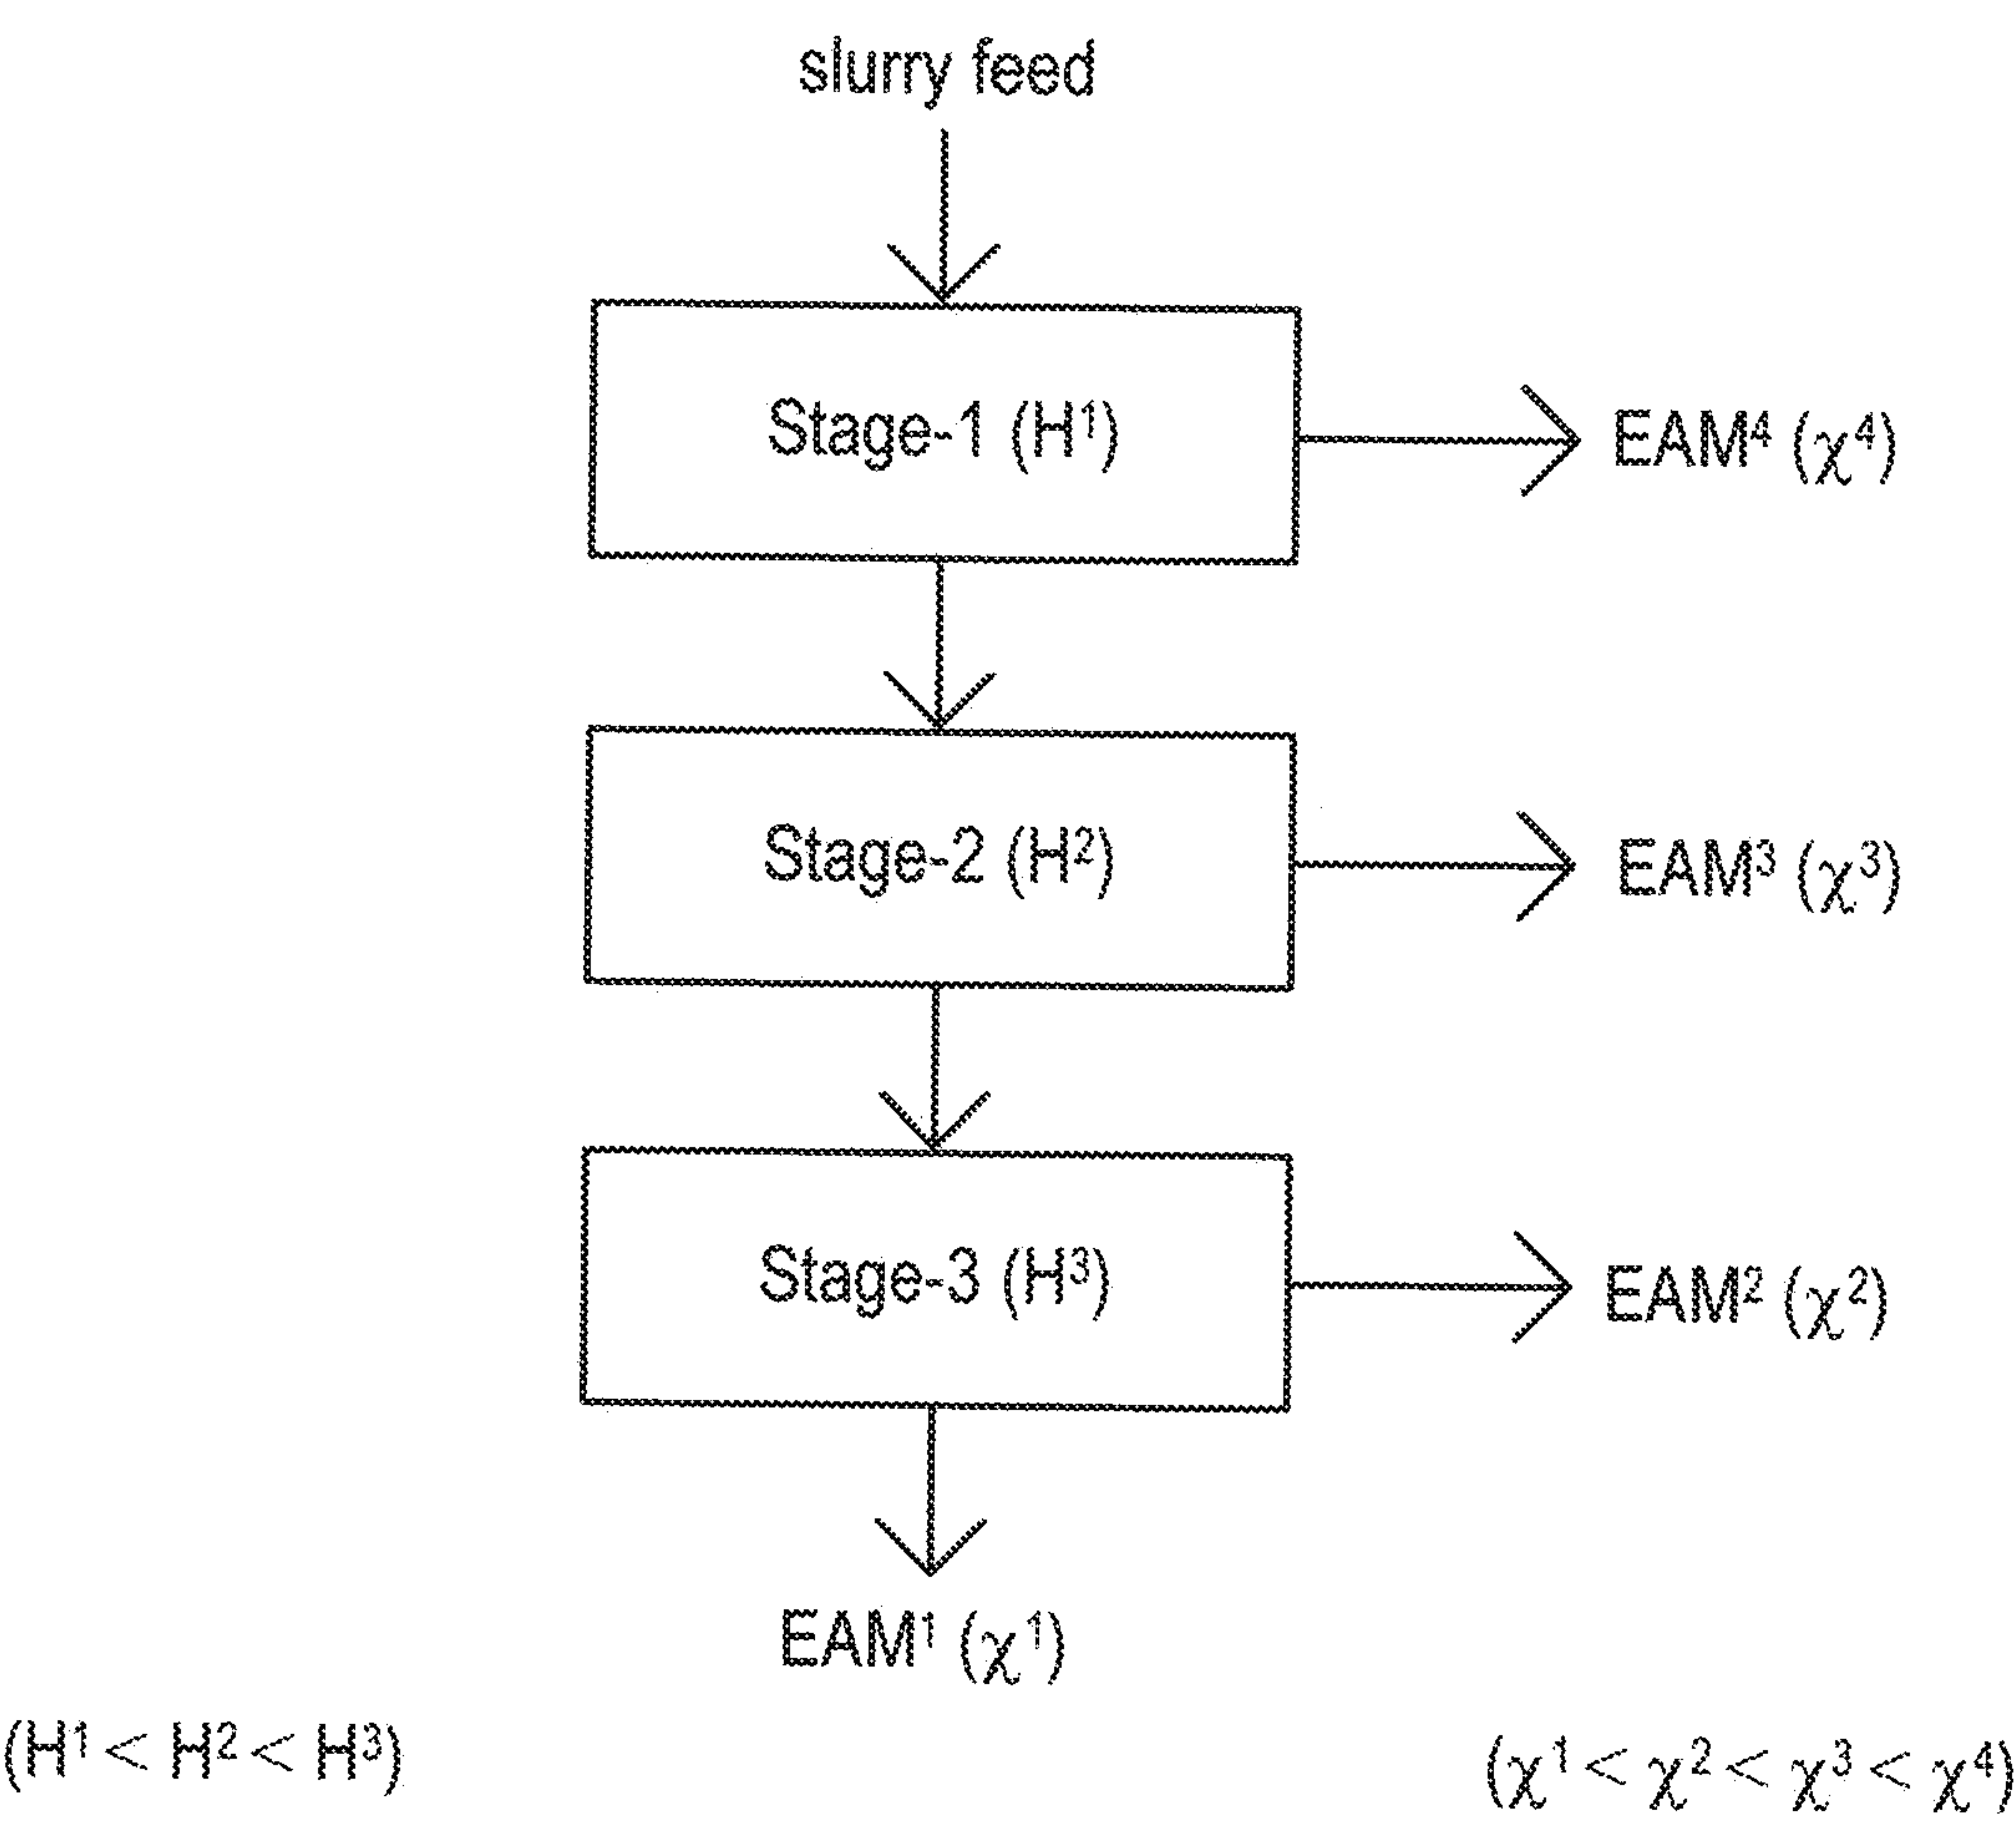 slurry feed
Stage-1 (H¹)
EAM⁴ (χ⁴)
Stage-2 (H²)
EAM³ (χ³)
Stage-3 (H³)
EAM² (χ²)
EAM¹ (χ¹)
(H¹ < H² < H³)
(χ¹ < χ² < χ³ < χ⁴)